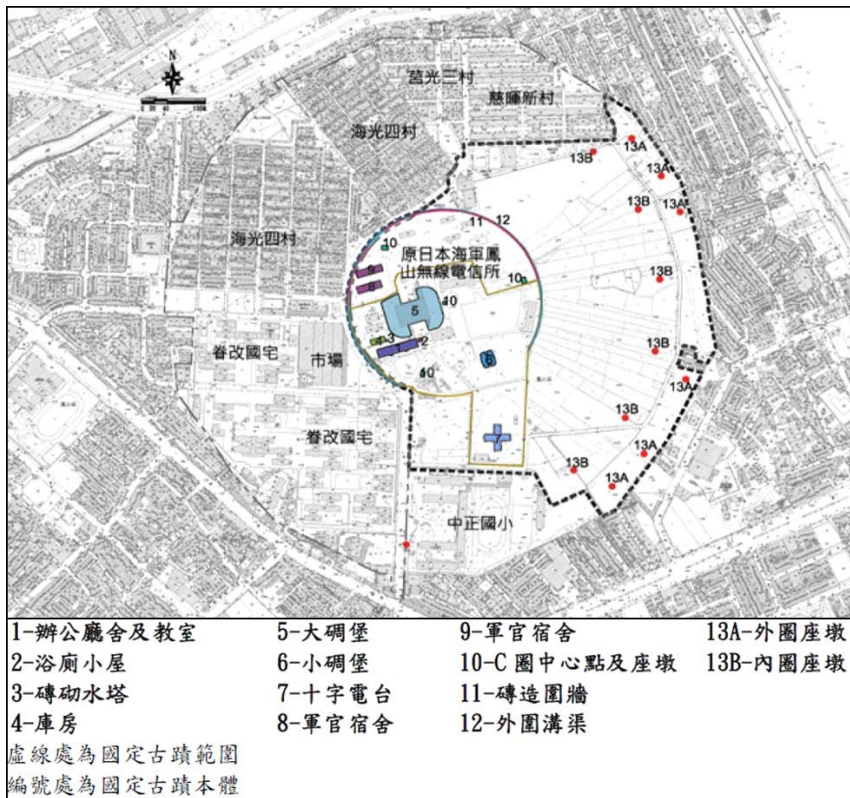 N
莒光三村
慈暉新村
海光四村
13A
13B
13A
13B
13A
11
12
海光四村
10
原日本海軍鳳
山無線電信所
9
8
10
13B
10
5
3
2
4
6
13B
市場
眷改國宅
10
13A
13B
眷改國宅
7
13A
13B
13A
中正國小
1-辦公廳舍及教室
5-大碉堡
9-軍官宿舍
13A-外圈座墩
2-浴廁小屋
6-小碉堡
10-C 圈中心點及座墩
13B-內圈座墩
3-磚砌水塔
7-十字電台
11-磚造圍牆
4-庫房
8-軍官宿舍
12-外圍溝渠
虛線處為國定古蹟範圍
編號處為國定古蹟本體